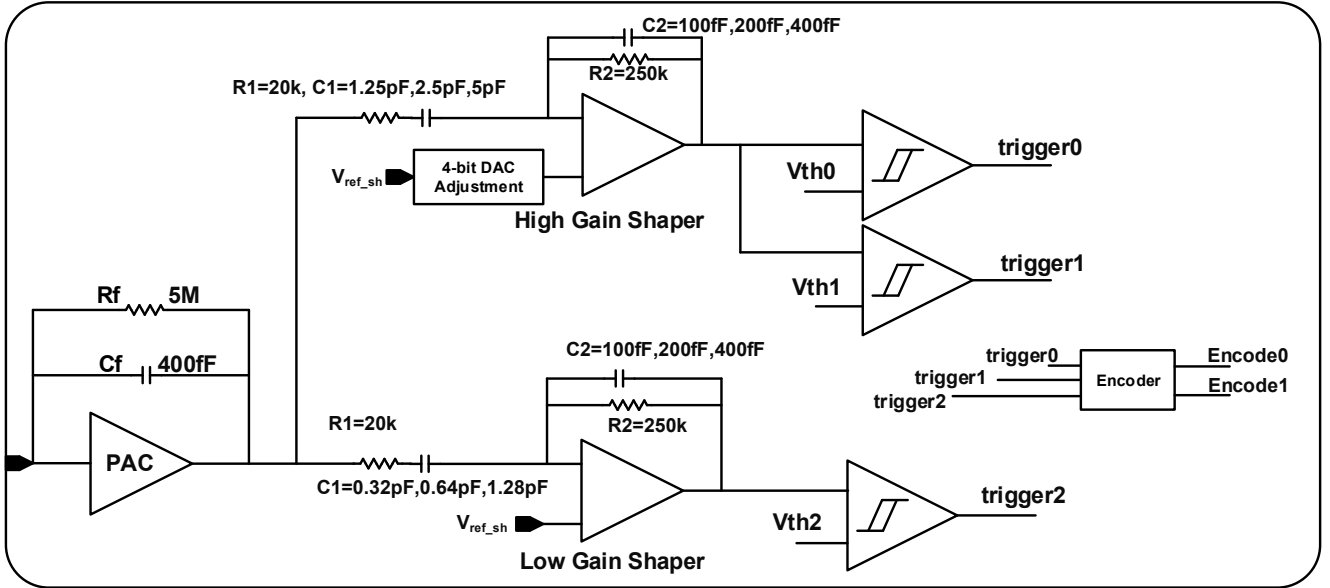 C2=100fF,200fF,400fF
R2=250k
R1=20k, C1=1.25pF,2.5pF,5pF
Vref_sh
4-bit DAC
Adjustment
High Gain Shaper
Vth0
trigger0
Vth1
trigger1
Rf 5M
Cf 400fF
PAC
C2=100fF,200fF,400fF
R2=250k
R1=20k
C1=0.32pF,0.64pF,1.28pF
Vref_sh
Low Gain Shaper
Vth2
trigger2
trigger0
trigger1
trigger2
Encoder
Encode0
Encode1